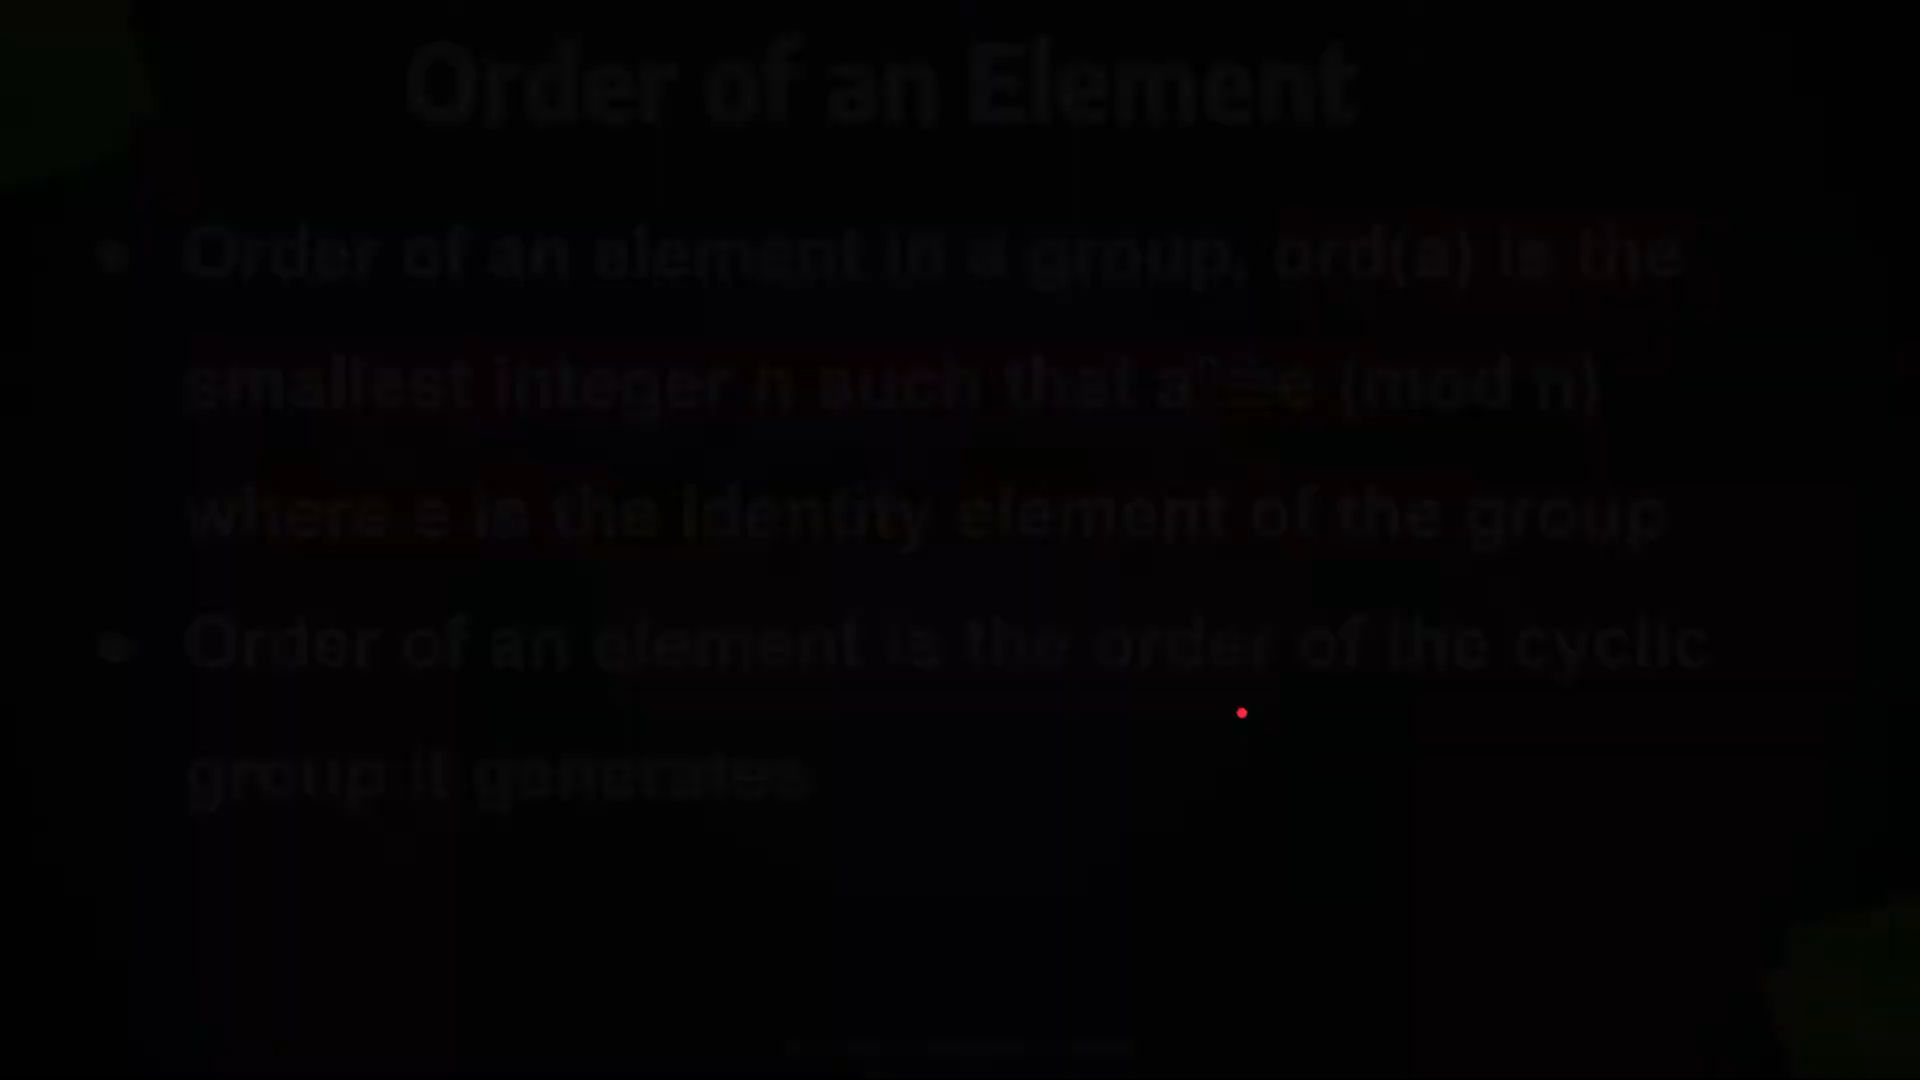 Order of an Element
• Order of an element in a group, ord(a) is the
smallest integer n such that aⁿ≡e (mod n)
where e is the identity element of the group
• Order of an element is the order of the cyclic
group it generates